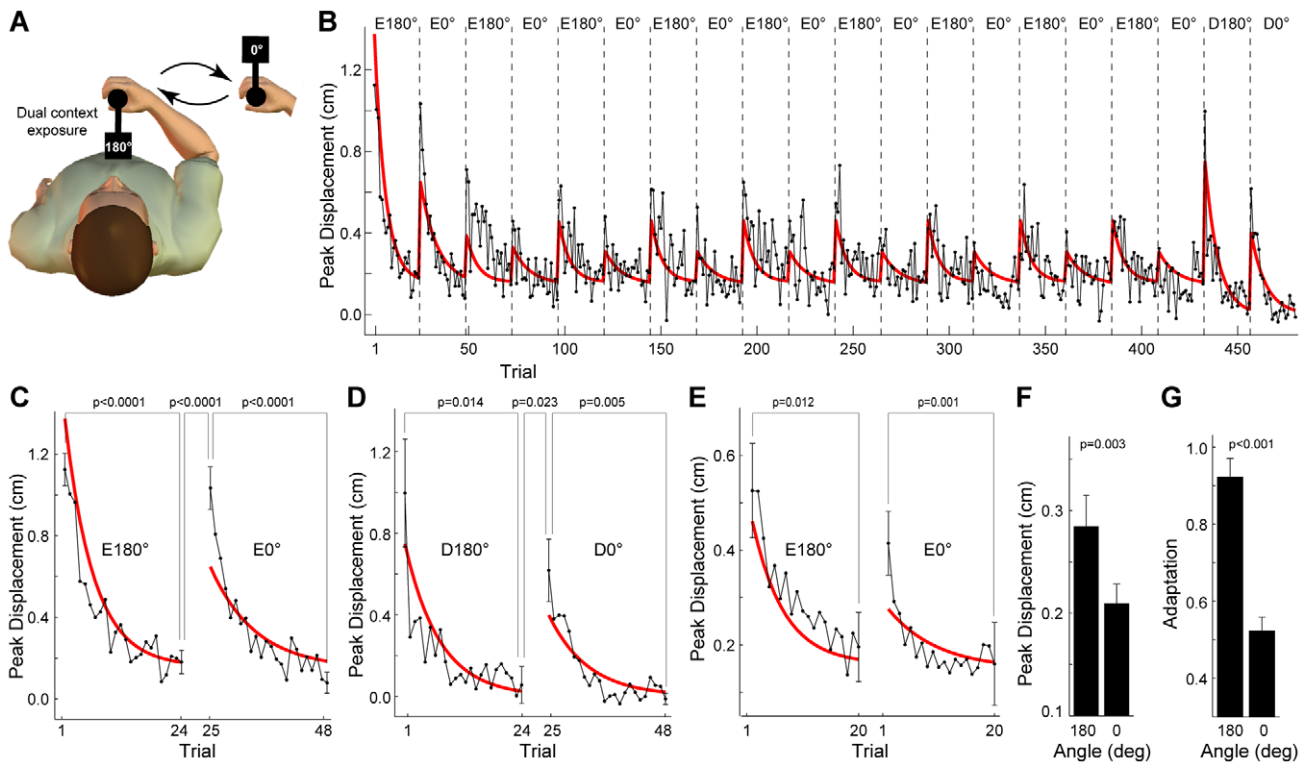 A
0°
Dual context
exposure
180°
B
E180° E0° E180° E0° E180° E0° E180° E0° E180° E0° E180° E0° E180° E0° E180° E0° E180° E0° D180° D0°
Peak Displacement (cm)
1.2
0.8
0.4
0.0
1 50 100 150 200 250 300 350 400 450
Trial
C
p<0.0001 p<0.0001 p<0.0001
Peak Displacement (cm)
1.2
0.8
0.4
0.0
E180° E0°
1 24 25 48
Trial
D
p=0.014 p=0.023 p=0.005
Peak Displacement (cm)
1.2
0.8
0.4
0.0
D180° D0°
1 24 25 48
Trial
E
p=0.012 p=0.001
Peak Displacement (cm)
0.6
0.4
0.2
E180° E0°
1 20 1 20
Trial
F
p=0.003
Peak Displacement (cm)
0.3
0.2
0.1
180 0
Angle (deg)
G
p<0.001
Adaptation
1.0
0.8
0.6
0.4
180 0
Angle (deg)